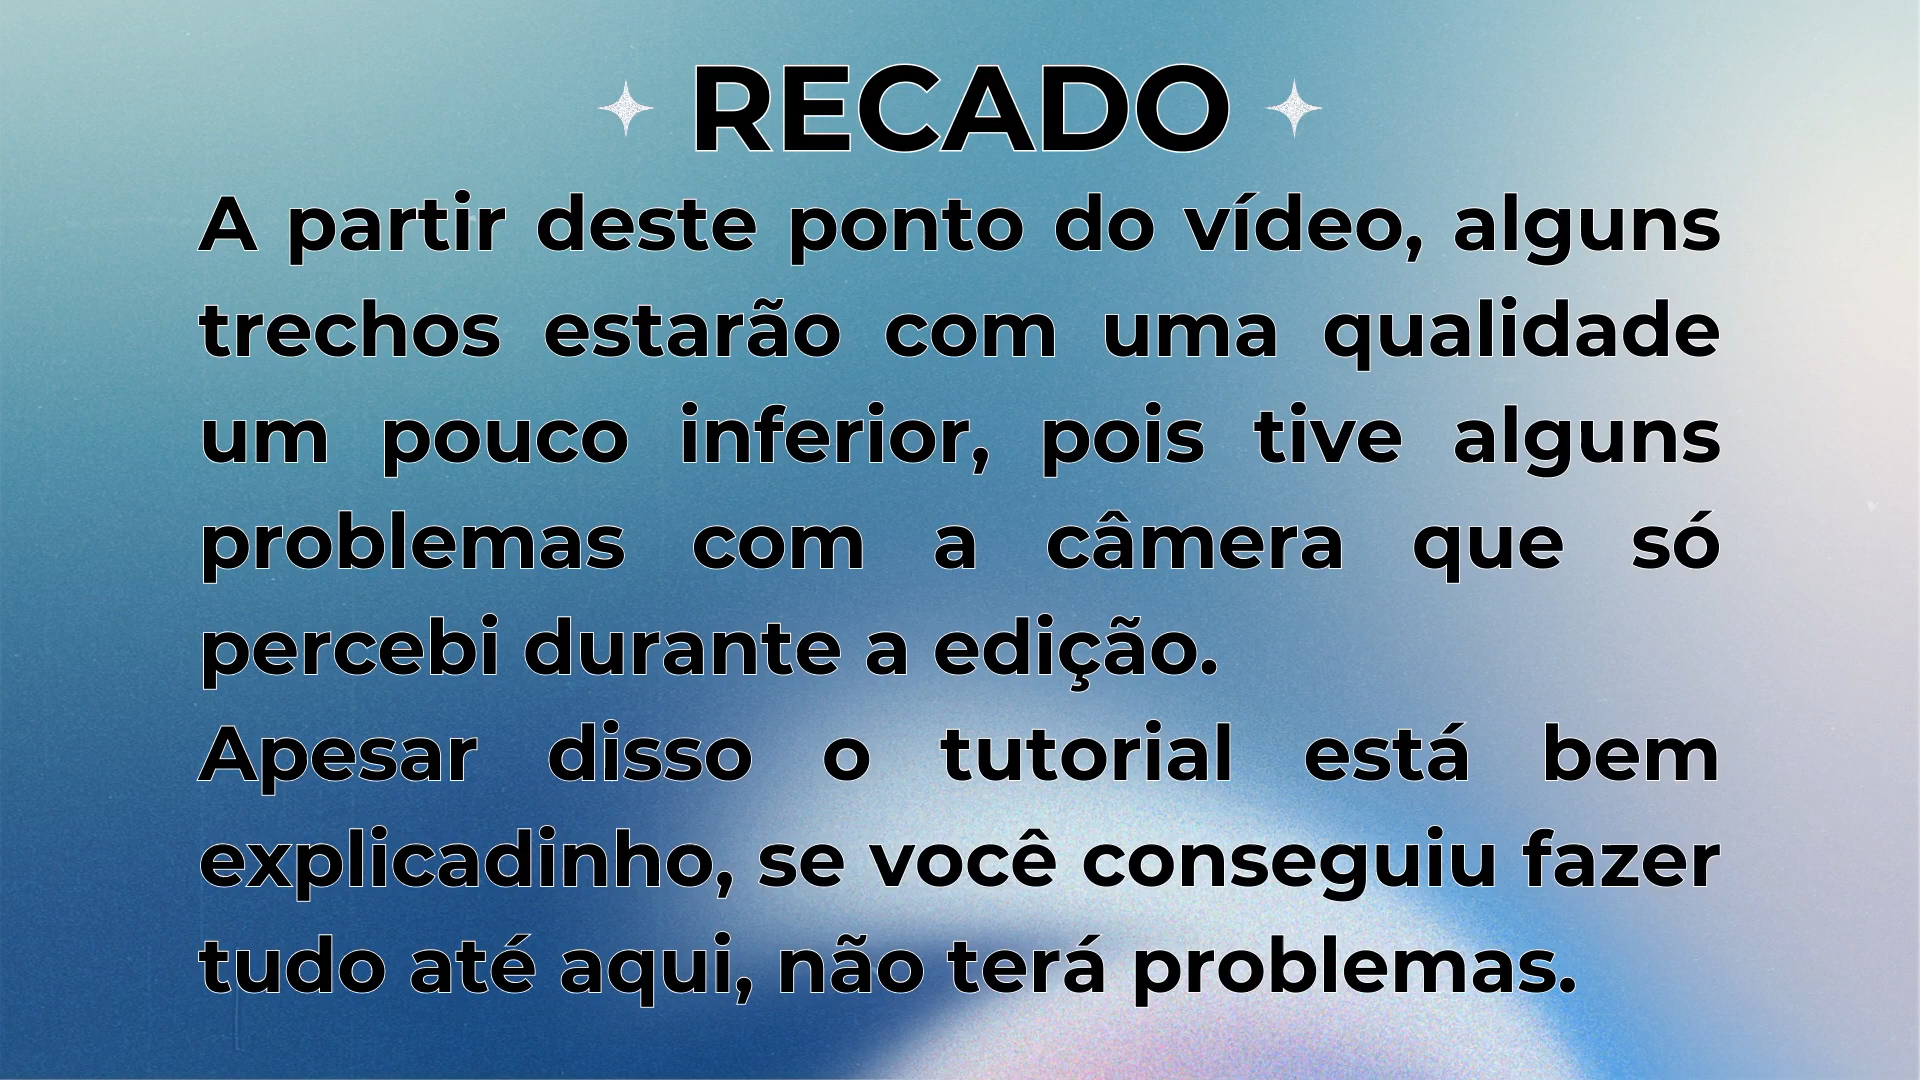 RECADO
A partir deste ponto do vídeo, alguns
trechos estarão com uma qualidade
um pouco inferior, pois tive alguns
problemas com a câmera que só
percebi durante a edição.
Apesar disso o tutorial está bem
explicadinho, se você conseguiu fazer
tudo até aqui, não terá problemas.